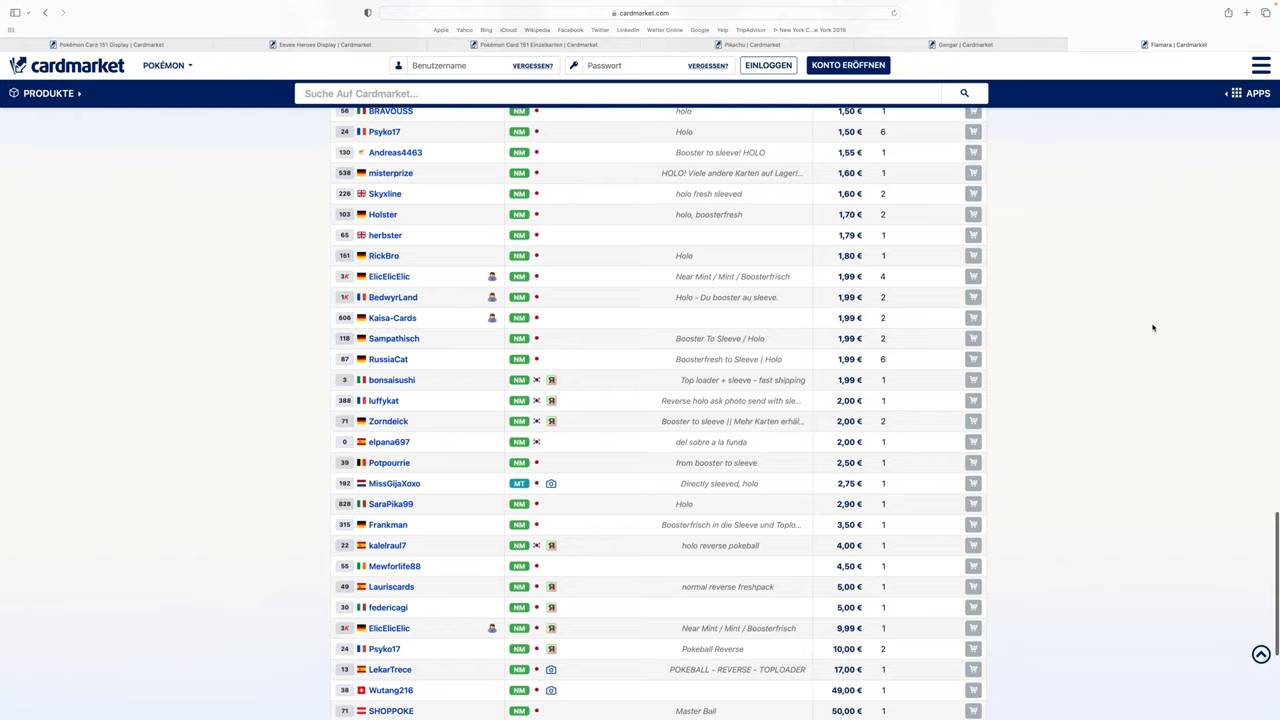 cardmarket.com
Apple Yahoo Bing iCloud Wikipedia Facebook Twitter LinkedIn Wetter Online Google Yelp TripAdvisor ⊳ New York C...w York 2019
Pokémon Card 151 Display | Cardmarket Eevee Heroes Display | Cardmarket Pokémon Card 151 Einzelkarten | Cardmarket Pikachu | Cardmarket Gengar | Cardmarket Flamara | Cardmarket
cardmarket POKÉMON Benutzername VERGESSEN? Passwort VERGESSEN? EINLOGGEN KONTO ERÖFFNEN
PRODUKTE Suche Auf Cardmarket... APPS
56 BRAVOUSS NM holo 1,50 € 1
24 Psyko17 NM Holo 1,50 € 6
130 Andreas4463 NM Booster to sleeve! HOLO 1,55 € 1
538 misterprize NM HOLO! Viele andere Karten auf Lager!... 1,60 € 1
226 Skyxline NM holo fresh sleeved 1,60 € 2
103 Holster NM holo, boosterfresh 1,70 € 2
65 herbster NM 1,79 € 1
151 RickBro NM Holo 1,80 € 1
3K ElicElicElic NM Near Mint / Mint / Boosterfrisch 1,99 € 4
1K BedwyrLand NM Holo - Du booster au sleeve. 1,99 € 2
606 Kaisa-Cards NM 1,99 € 2
118 Sampathisch NM Booster To Sleeve / Holo 1,99 € 2
87 RussiaCat NM Boosterfresh to Sleeve | Holo 1,99 € 6
3 bonsaisushi NM Я Top loader + sleeve - fast shipping 1,99 € 1
388 luffykat NM Я Reverse holo ask photo send with sle... 2,00 € 1
71 Zorndeick NM Я Booster to sleeve || Mehr Karten erhäl... 2,00 € 2
0 elpana697 NM del sobre a la funda 2,00 € 1
39 Potpourrie NM from booster to sleeve 2,50 € 1
192 MissGijaXoxo MT Directly sleeved, holo 2,75 € 1
828 SaraPika99 NM Holo 2,90 € 1
315 Frankman NM Boosterfrisch in die Sleeve und Toplo... 3,50 € 1
22 kalelraul7 NM Я holo reverse pokeball 4,00 € 1
55 Mewforlife88 NM 4,50 € 1
49 Lauriscards NM Я normal reverse freshpack 5,00 € 1
30 federicagi NM Я 5,00 € 1
3K ElicElicElic NM Я Near Mint / Mint / Boosterfrisch 9,99 € 1
24 Psyko17 NM Я Pokeball Reverse 10,00 € 2
13 LekarTrece NM POKEBALL - REVERSE - TOPLOADER 17,00 € 1
38 Wutang216 NM 49,00 € 1
71 SHOPPOKE NM Master Ball 50,00 € 1